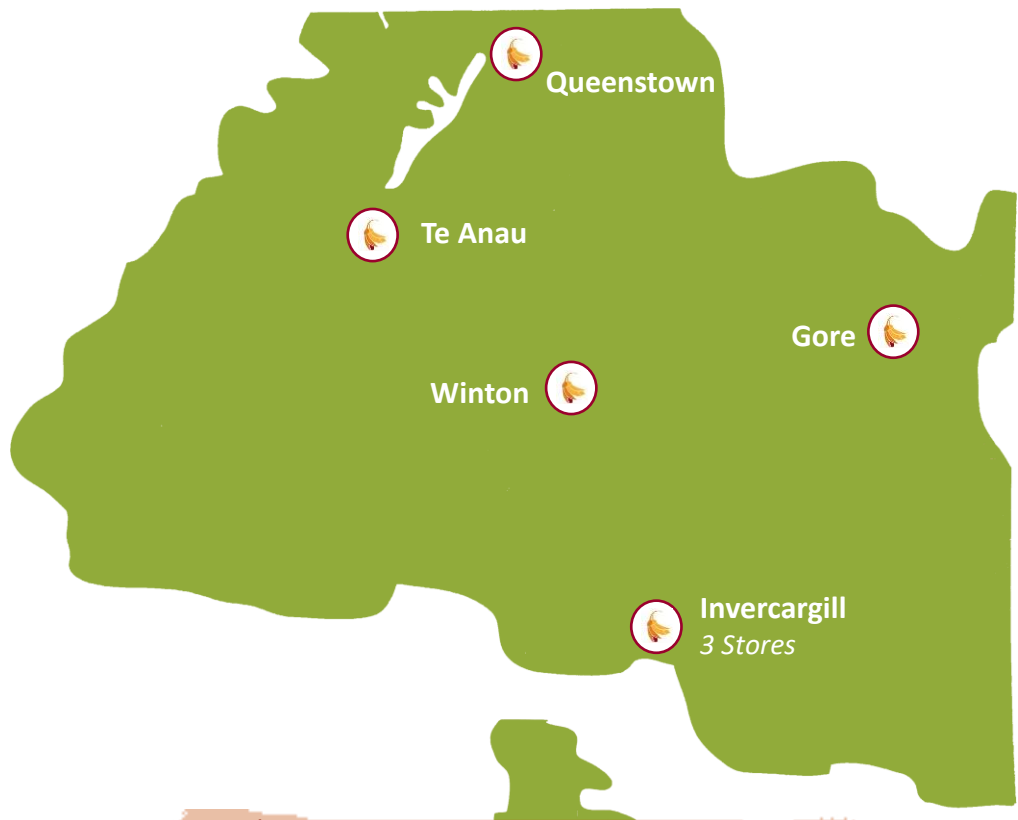 Queenstown
Te Anau
Gore
Winton
Invercargill
3 Stores